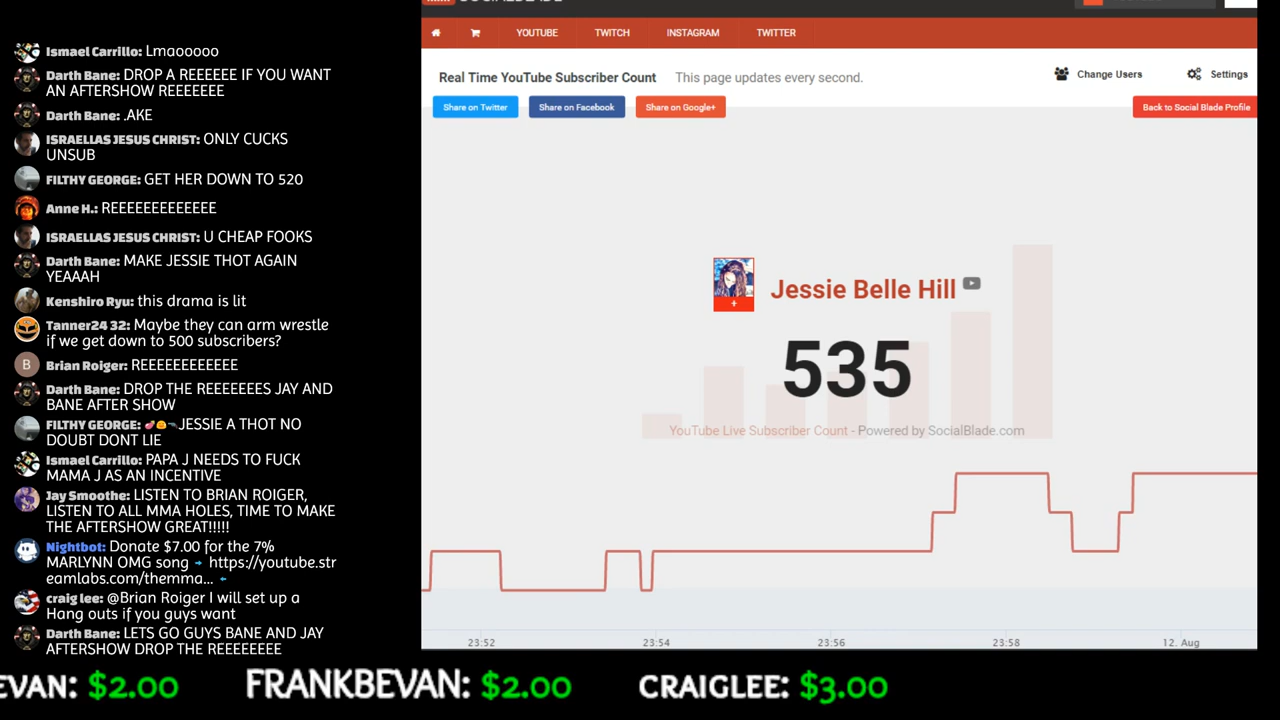 Ismael Carrillo: Lmaooooo
Darth Bane: DROP A REEEEEE IF YOU WANT
AN AFTERSHOW REEEEEEE
Darth Bane: .AKE
ISRAELLAS JESUS CHRIST: ONLY CUCKS
UNSUB
FILTHY GEORGE: GET HER DOWN TO 520
Anne H.: REEEEEEEEEEEEE
ISRAELLAS JESUS CHRIST: U CHEAP FOOKS
Darth Bane: MAKE JESSIE THOT AGAIN
YEAAAH
Kenshiro Ryu: this drama is lit
Tanner24 32: Maybe they can arm wrestle
if we get down to 500 subscribers?
B
Brian Roiger: REEEEEEEEEEEE
Darth Bane: DROP THE REEEEEEES JAY AND
BANE AFTER SHOW
FILTHY GEORGE: JESSIE A THOT NO
DOUBT DONT LIE
Ismael Carrillo: PAPA J NEEDS TO FUCK
MAMA J AS AN INCENTIVE
Jay Smoothe: LISTEN TO BRIAN ROIGER,
LISTEN TO ALL MMA HOLES, TIME TO MAKE
THE AFTERSHOW GREAT!!!!!
Nightbot: Donate $7.00 for the 7%
MARLYNN OMG song → https://youtube.str
eamlabs.com/themma... ←
craig lee: @Brian Roiger I will set up a
Hang outs if you guys want
Darth Bane: LETS GO GUYS BANE AND JAY
AFTERSHOW DROP THE REEEEEEEE
YOUTUBE
TWITCH
INSTAGRAM
TWITTER
Real Time YouTube Subscriber Count This page updates every second.
Change Users
Settings
Share on Twitter
Share on Facebook
Share on Google+
Back to Social Blade Profile
+
Jessie Belle Hill
535
YouTube Live Subscriber Count - Powered by SocialBlade.com
23:52
23:54
23:56
23:58
12. Aug
EVAN: $2.00
FRANKBEVAN: $2.00
CRAIGLEE: $3.00